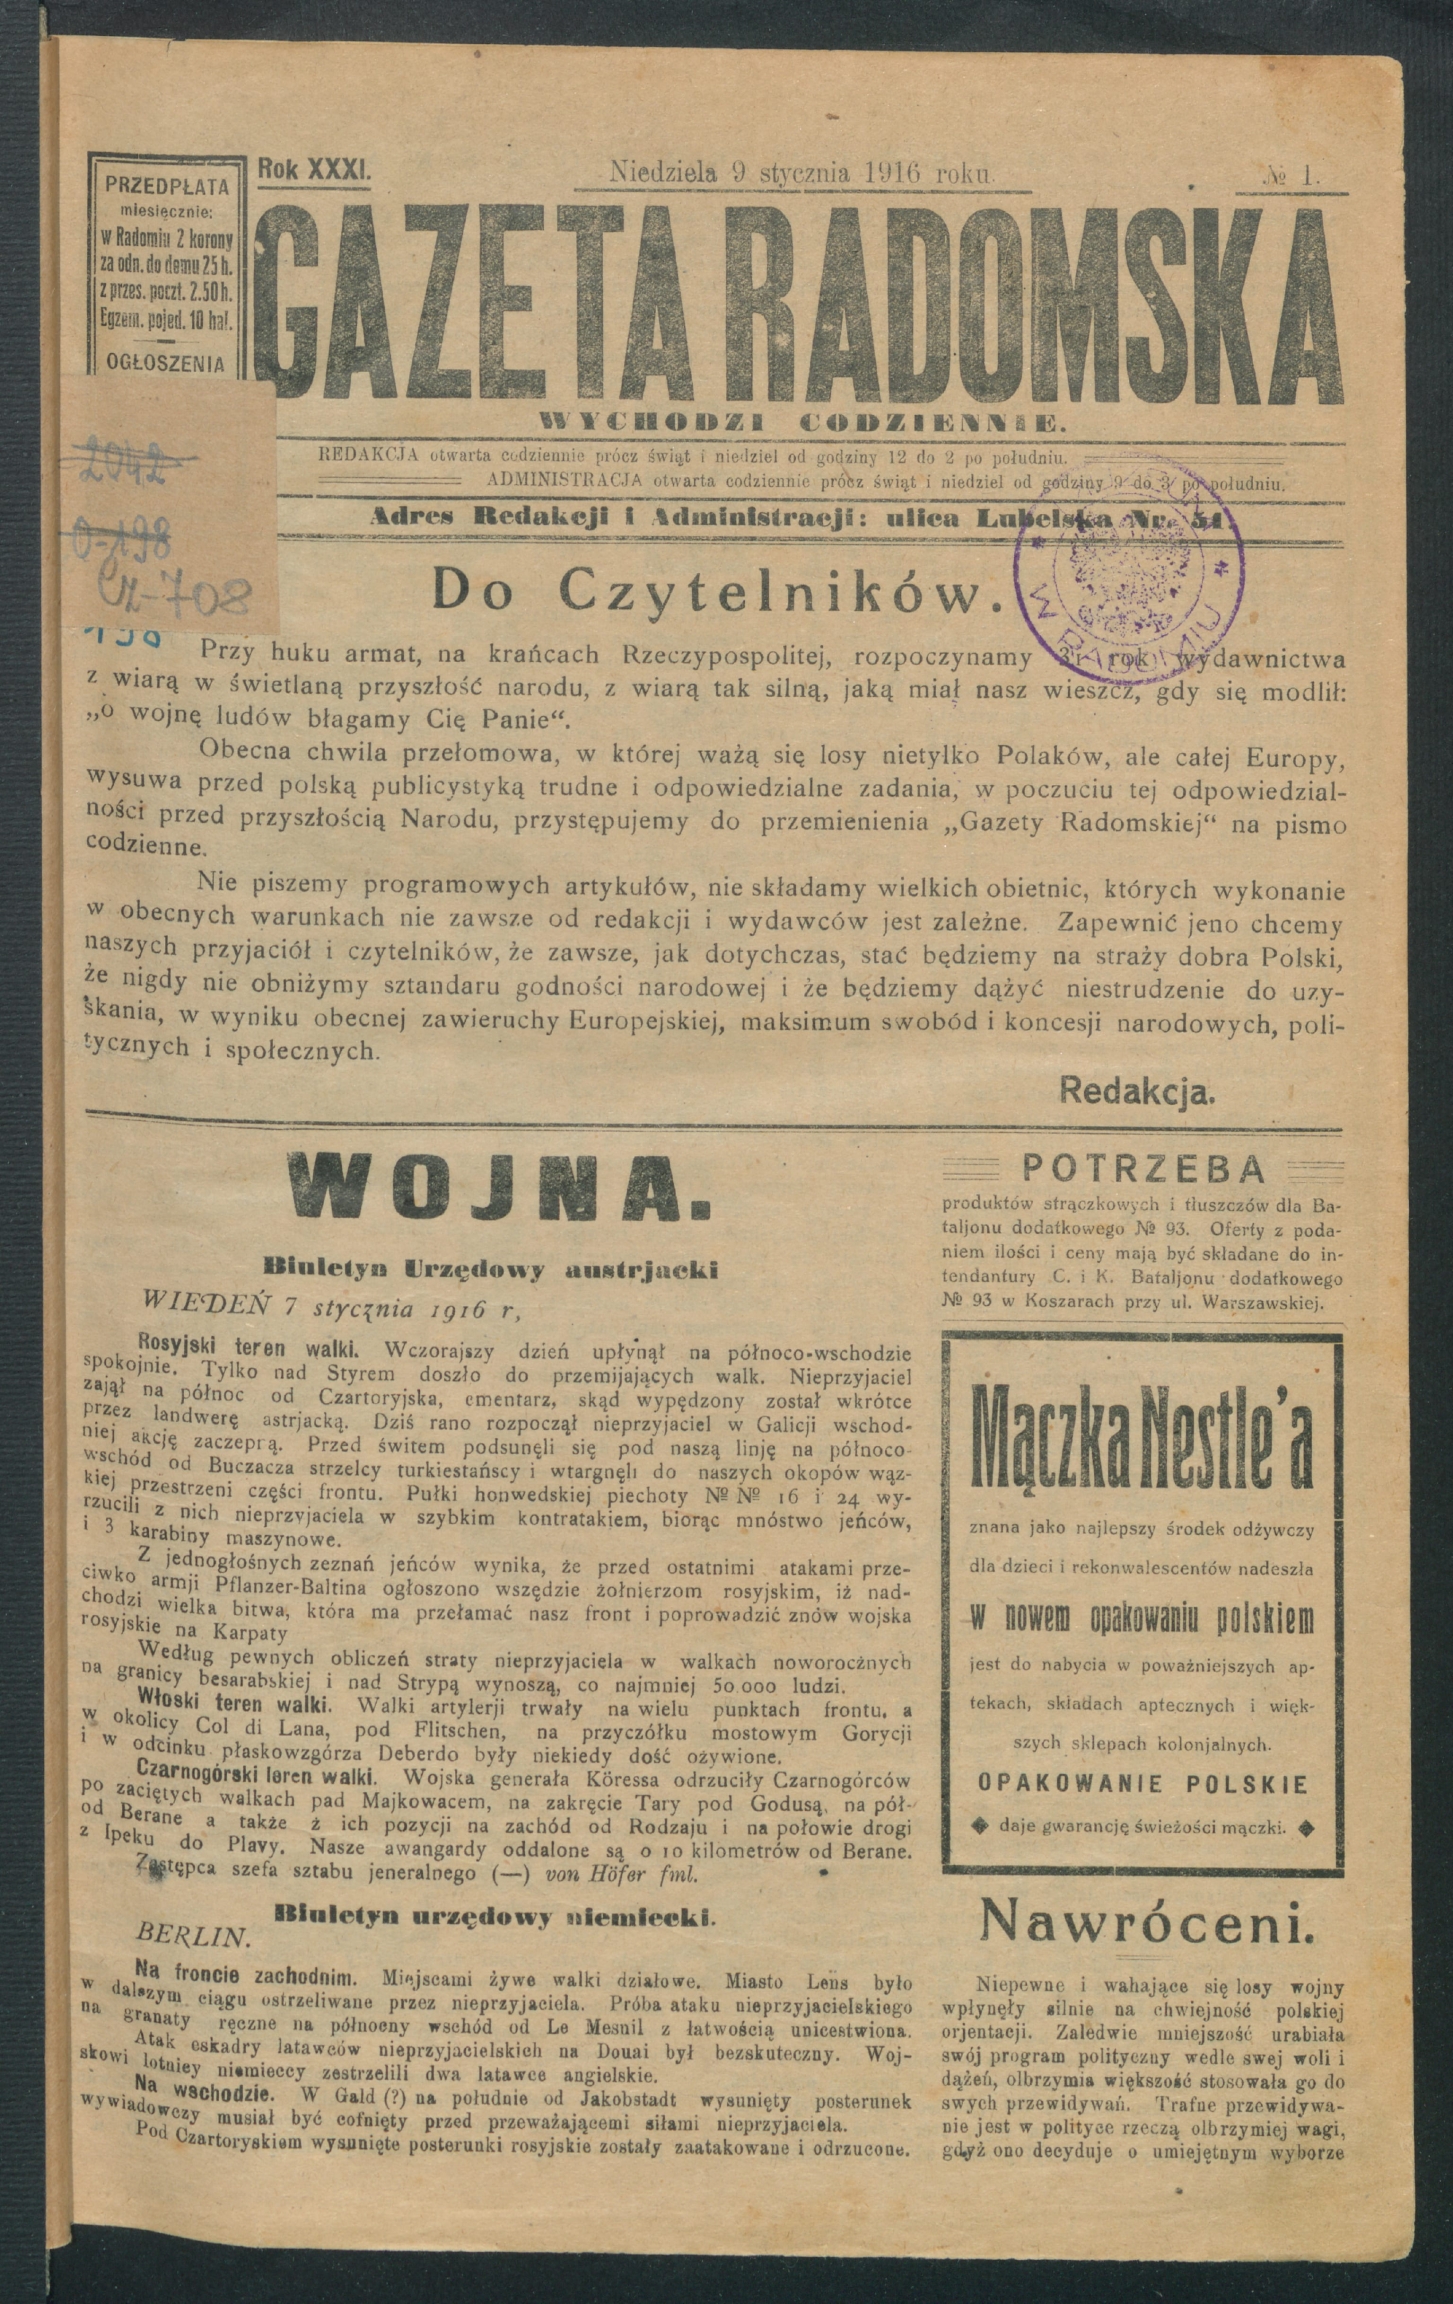 PRZEDPŁATA
miesięcznie:
w Radomiu 2 korony
za odn. do domu 25 h.
z przes. poczt. 2.50 h.
Egzem. pojed. 10 hal.
OGŁOSZENIA
Rok XXXI.
Niedziela 9 stycznia 1916 roku.
№ 1.
GAZETA RADOMSKA
WYCHODZI CODZIENNIE.
REDAKCJA otwarta codziennie prócz świąt i niedziel od godziny 12 do 2 po południu.
ADMINISTRACJA otwarta codziennie prócz świąt i niedziel od godziny 9 do 3 po południu.
Adres Redakcji i Administracji: ulica Lubelska Nr. 51.
2042
0-198
Cz-708
198
Do Czytelników.
Przy huku armat, na krańcach Rzeczypospolitej, rozpoczynamy 31 rok wydawnictwa
z wiarą w świetlaną przyszłość narodu, z wiarą tak silną, jaką miał nasz wieszcz, gdy się modlił:
„o wojnę ludów błagamy Cię Panie“.
Obecna chwila przełomowa, w której ważą się losy nietylko Polaków, ale całej Europy,
wysuwa przed polską publicystyką trudne i odpowiedzialne zadania, w poczuciu tej odpowiedzial-
ności przed przyszłością Narodu, przystępujemy do przemienienia „Gazety Radomskiej“ na pismo
codzienne.
Nie piszemy programowych artykułów, nie składamy wielkich obietnic, których wykonanie
w obecnych warunkach nie zawsze od redakcji i wydawców jest zależne. Zapewnić jeno chcemy
naszych przyjaciół i czytelników, że zawsze, jak dotychczas, stać będziemy na straży dobra Polski,
że nigdy nie obniżymy sztandaru godności narodowej i że będziemy dążyć niestrudzenie do uzy-
skania, w wyniku obecnej zawieruchy Europejskiej, maksimum swobód i koncesji narodowych, poli-
tycznych i społecznych.
Redakcja.
WOJNA.
Biuletyn Urzędowy austrjacki
WIEDEŃ 7 stycznia 1916 r,
Rosyjski teren walki. Wczorajszy dzień upłynął na północo-wschodzie
spokojnie. Tylko nad Styrem doszło do przemijających walk. Nieprzyjaciel
zajął na północ od Czartoryjska, ementarz, skąd wypędzony został wkrótce
przez landwerę astrjacką. Dziś rano rozpoczął nieprzyjaciel w Galicji wschod-
niej akcję zaczepną. Przed świtem podsunęli się pod naszą linję na północo-
wschód od Buczacza strzelcy turkiestańscy i wtargnęli do naszych okopów wąz-
kiej przestrzeni części frontu. Pułki honwedskiej piechoty №№ 16 i 24 wy-
rzucili z nich nieprzyjaciela w szybkim kontratakiem, biorąc mnóstwo jeńców,
i 3 karabiny maszynowe.
Z jednogłośnych zeznań jeńców wynika, że przed ostatnimi atakami prze-
ciwko armji Pflanzer-Baltina ogłoszono wszędzie żołnierzom rosyjskim, iż nad-
chodzi wielka bitwa, która ma przełamać nasz front i poprowadzić znów wojska
rosyjskie na Karpaty
Według pewnych obliczeń straty nieprzyjaciela w walkach noworocżnych
na granicy besarabskiej i nad Strypą wynoszą, co najmniej 50.000 ludzi.
Włoski teren walki. Walki artylerji trwały na wielu punktach frontu, a
w okolicy Col di Lana, pod Flitschen, na przyczółku mostowym Gorycji
i w odcinku płaskowzgórza Deberdo były niekiedy dość ożywione.
Czarnogórski leren walki. Wojska generała Köressa odrzuciły Czarnogórców
po zaciętych walkach pad Majkowacem, na zakręcie Tary pod Godusą, na pół-
od Berane a także ż ich pozycji na zachód od Rodzaju i na połowie drogi
z Ipeku do Plavy. Nasze awangardy oddalone są o 10 kilometrów od Berane.
Zastępca szefa sztabu jeneralnego (—) von Höfer fml.
Biuletyn urzędowy niemiecki.
BERLIN.
Na froncie zachodnim. Miejscami żywe walki działowe. Miasto Lens było
w dalszym ciągu ostrzeliwane przez nieprzyjaciela. Próba ataku nieprzyjacielskiego
na granaty ręczne na północny wschód od Le Mesnil z łatwością unicestwiona.
Atak eskadry latawców nieprzyjacielskich na Douai był bezskuteczny. Woj-
skowi lotnicy niemieccy zestrzelili dwa latawce angielskie.
Na wschodzie. W Gald (?) na południe od Jakobstadt wysunięty posterunek
wywiadowczy musiał być cofnięty przed przeważającemi siłami nieprzyjaciela.
Pod Czartoryskiem wysunięte posterunki rosyjskie zostały zaatakowane i odrzucone.
POTRZEBA
produktów strączkowych i tłuszczów dla Ba-
taljonu dodatkowego № 93. Oferty z poda-
niem ilości i ceny mają być składane do in-
tendantury C. i K. Bataljonu dodatkowego
№ 93 w Koszarach przy ul. Warszawskiej.
Mączka Nestle'a
znana jako najlepszy środek odżywczy
dla dzieci i rekonwalescentów nadeszla
w nowem opakowaniu polskiem
jest do nabycia w poważniejszych ap-
tekach, składach aptecznych i więk-
szych sklepach kolonjalnych.
OPAKOWANIE POLSKIE
daje gwarancję świeżości mączki.
Nawróceni.
Niepewne i wahające się losy wojny
wpłynęły silnie na chwiejność polskiej
orjentacji. Zaledwie mniejszość urabiała
swój program polityczny wedle swej woli i
dążeń, olbrzymia większość stosowała go do
swych przewidywań. Trafne przewidywa-
nie jest w polityce rzeczą olbrzymiej wagi,
gdyż ono decyduje o umiejętnym wyborze